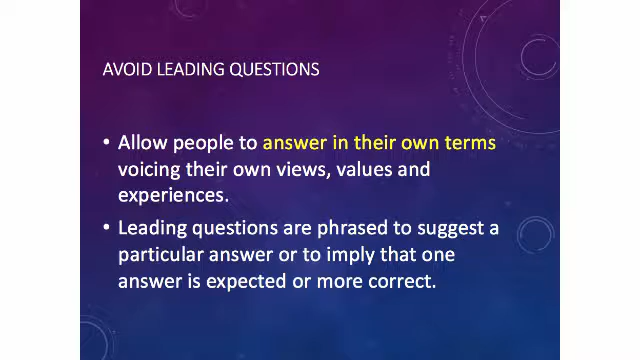 AVOID LEADING QUESTIONS
• Allow people to answer in their own terms
voicing their own views, values and
experiences.
• Leading questions are phrased to suggest a
particular answer or to imply that one
answer is expected or more correct.